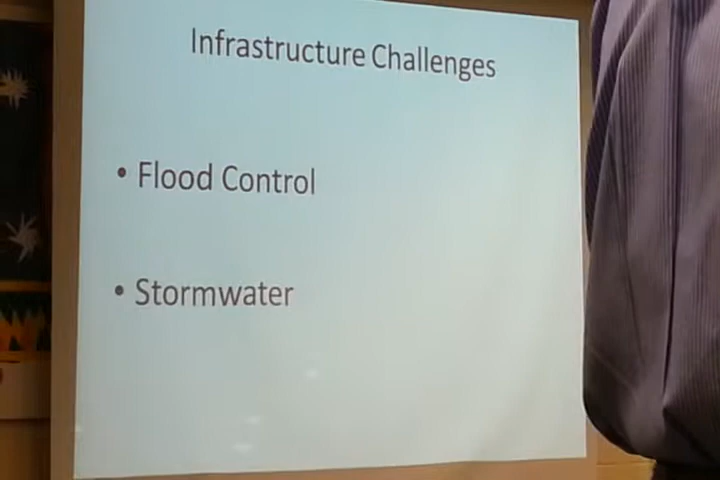 Infrastructure Challenges
• Flood Control
• Stormwater